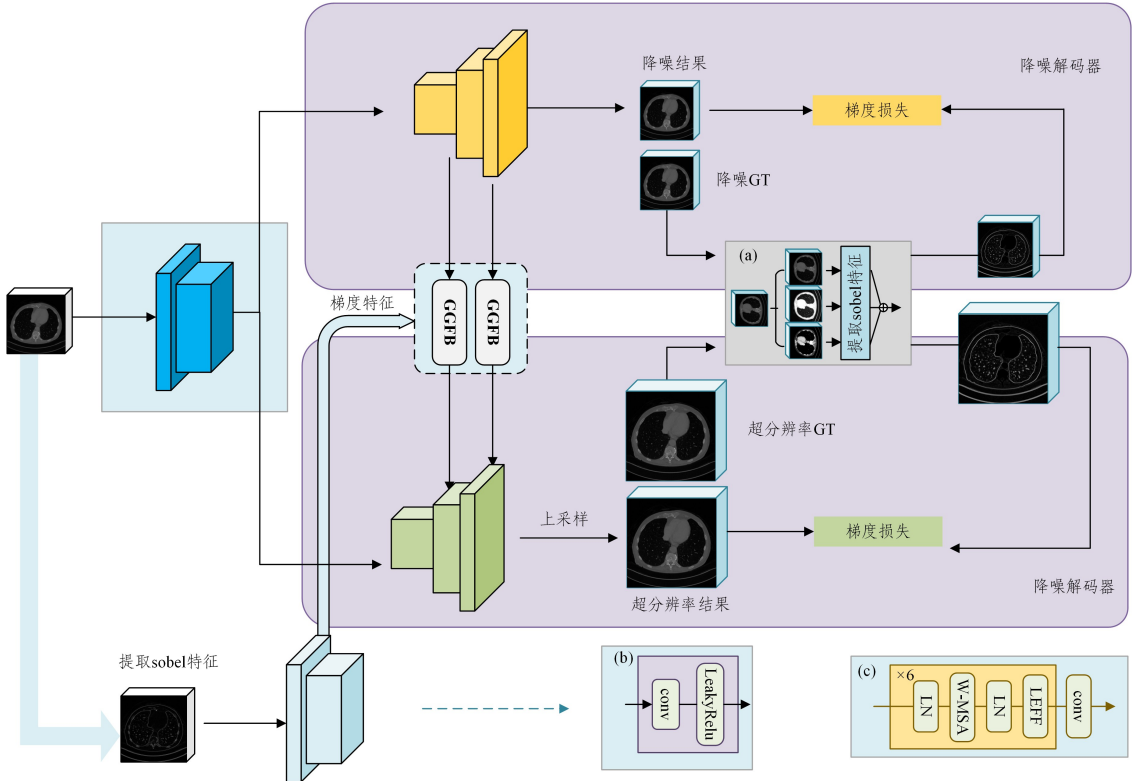 降噪结果
降噪解码器
梯度损失
降噪GT
(a)
提取sobel特征
梯度特征
GGFB
GGFB
超分辨率GT
上采样
梯度损失
降噪解码器
超分辨率结果
提取sobel特征
(b)
conv
LeakyRelu
(c)
×6
LN
W-MSA
LN
LEFF
conv